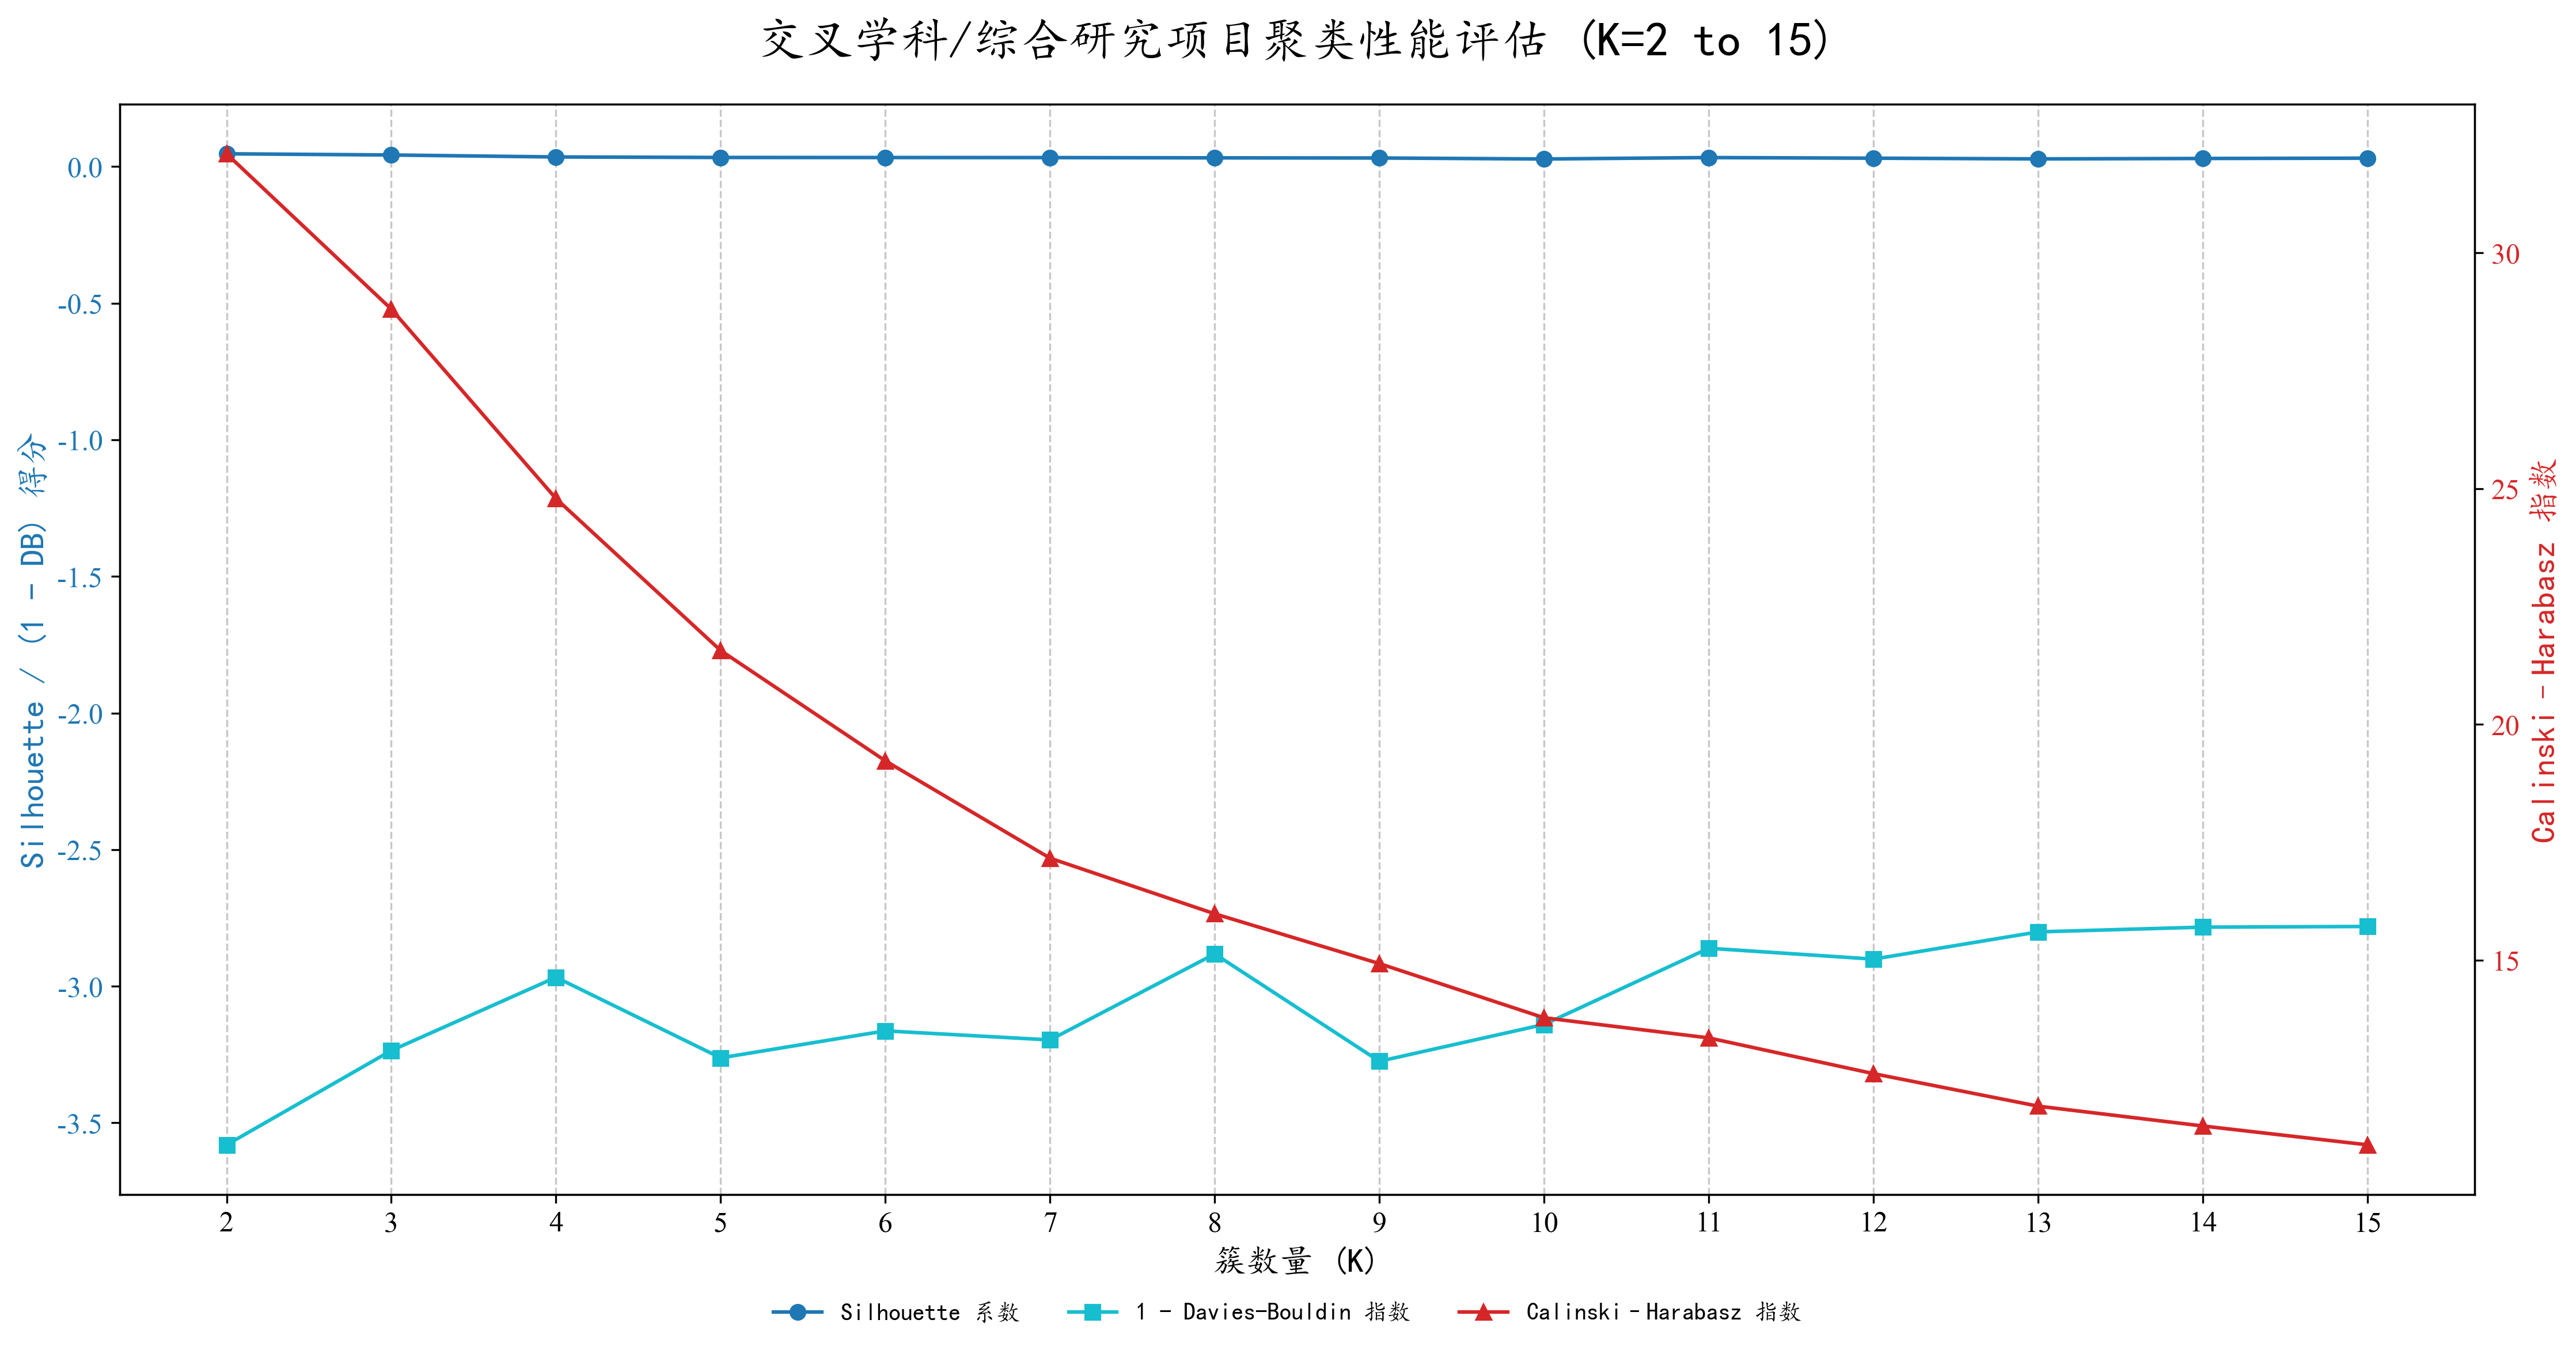 交叉学科/综合研究项目聚类性能评估 (K=2 to 15)
Silhouette / (1 - DB) 得分
0.0
-0.5
-1.0
-1.5
-2.0
-2.5
-3.0
-3.5
30
25
20
15
Calinski-Harabasz 指数
2 3 4 5 6 7 8 9 10 11 12 13 14 15
簇数量 (K)
Silhouette 系数 1 - Davies-Bouldin 指数 Calinski-Harabasz 指数